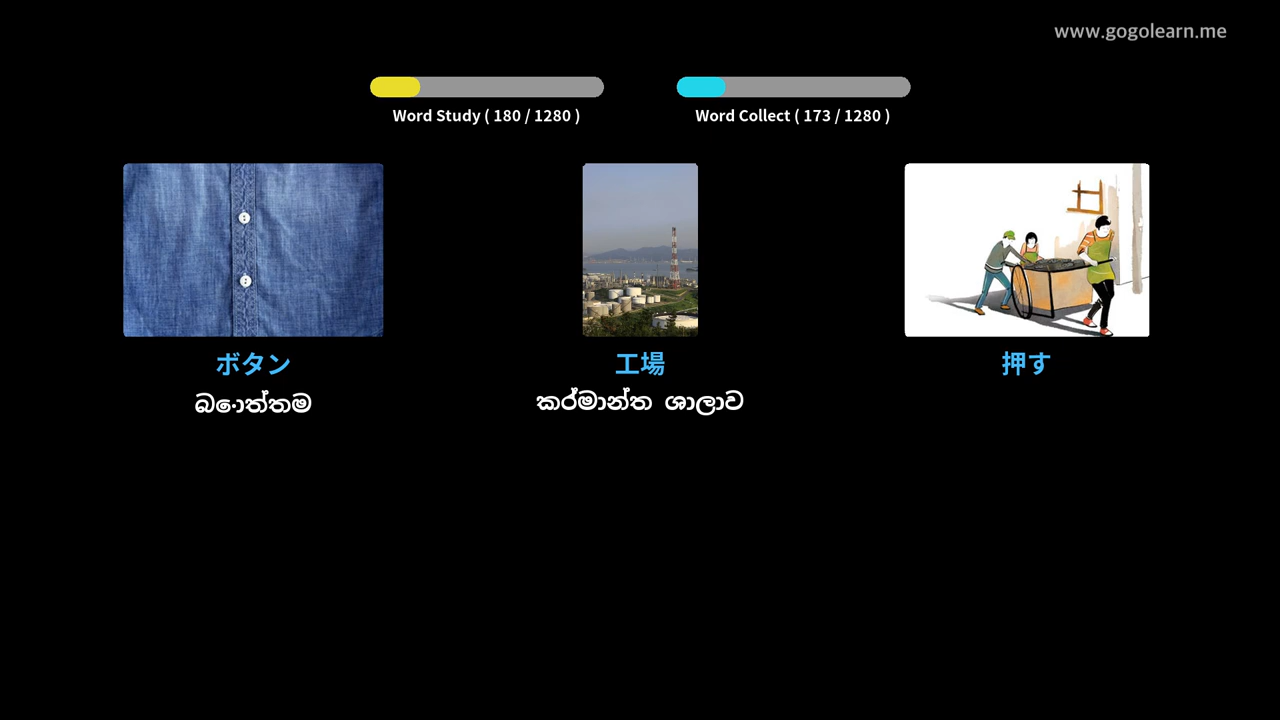 www.gogolearn.me
Word Study ( 180 / 1280 )
Word Collect ( 173 / 1280 )
ボタン
工場
押す
බොත්තම
කර්මාන්ත ශාලාව